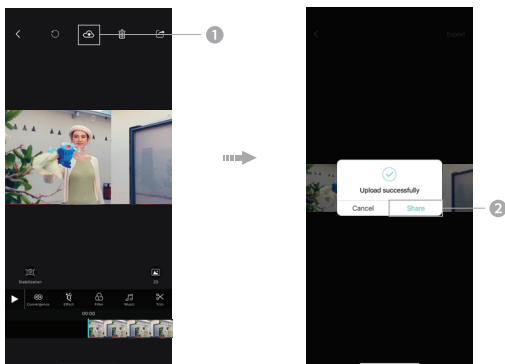 1
Export
Upload successfully
Cancel Share
2
Stabilization 2D
Convergence Effect Filter Music Trim
00:00